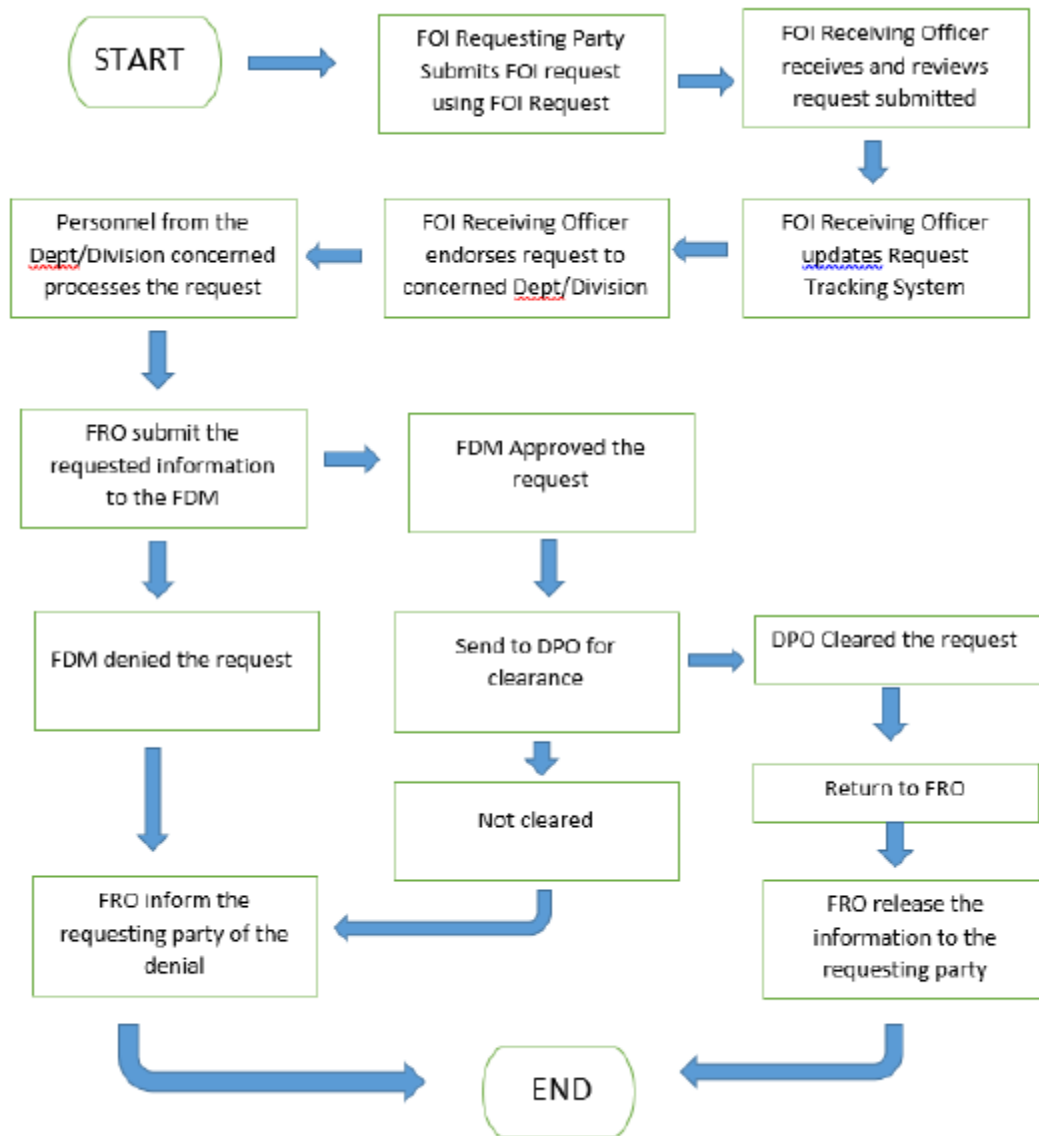 START
FOI Requesting Party
Submits FOI request
using FOI Request
FOI Receiving Officer
receives and reviews
request submitted
Personnel from the
Dept/Division concerned
processes the request
FOI Receiving Officer
endorses request to
concerned Dept/Division
FOI Receiving Officer
updates Request
Tracking System
FRO submit the
requested information
to the FDM
FDM Approved the
request
FDM denied the request
Send to DPO for
clearance
DPO Cleared the request
Not cleared
Return to FRO
FRO Inform the
requesting party of the
denial
FRO release the
information to the
requesting party
END